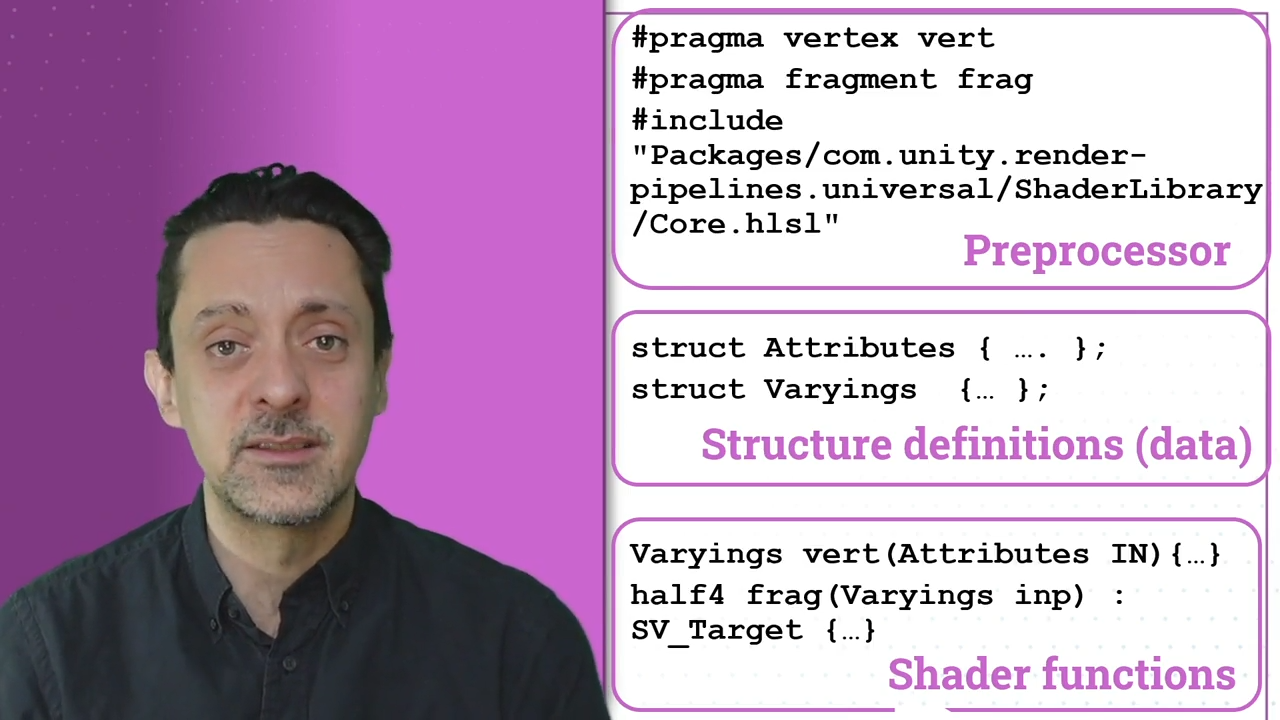 #pragma vertex vert
#pragma fragment frag
#include
"Packages/com.unity.render-
pipelines.universal/ShaderLibrary
/Core.hlsl"
Preprocessor
struct Attributes { …. };
struct Varyings  {… };
Structure definitions (data)
Varyings vert(Attributes IN){…}
half4 frag(Varyings inp) :
SV_Target {…}
Shader functions